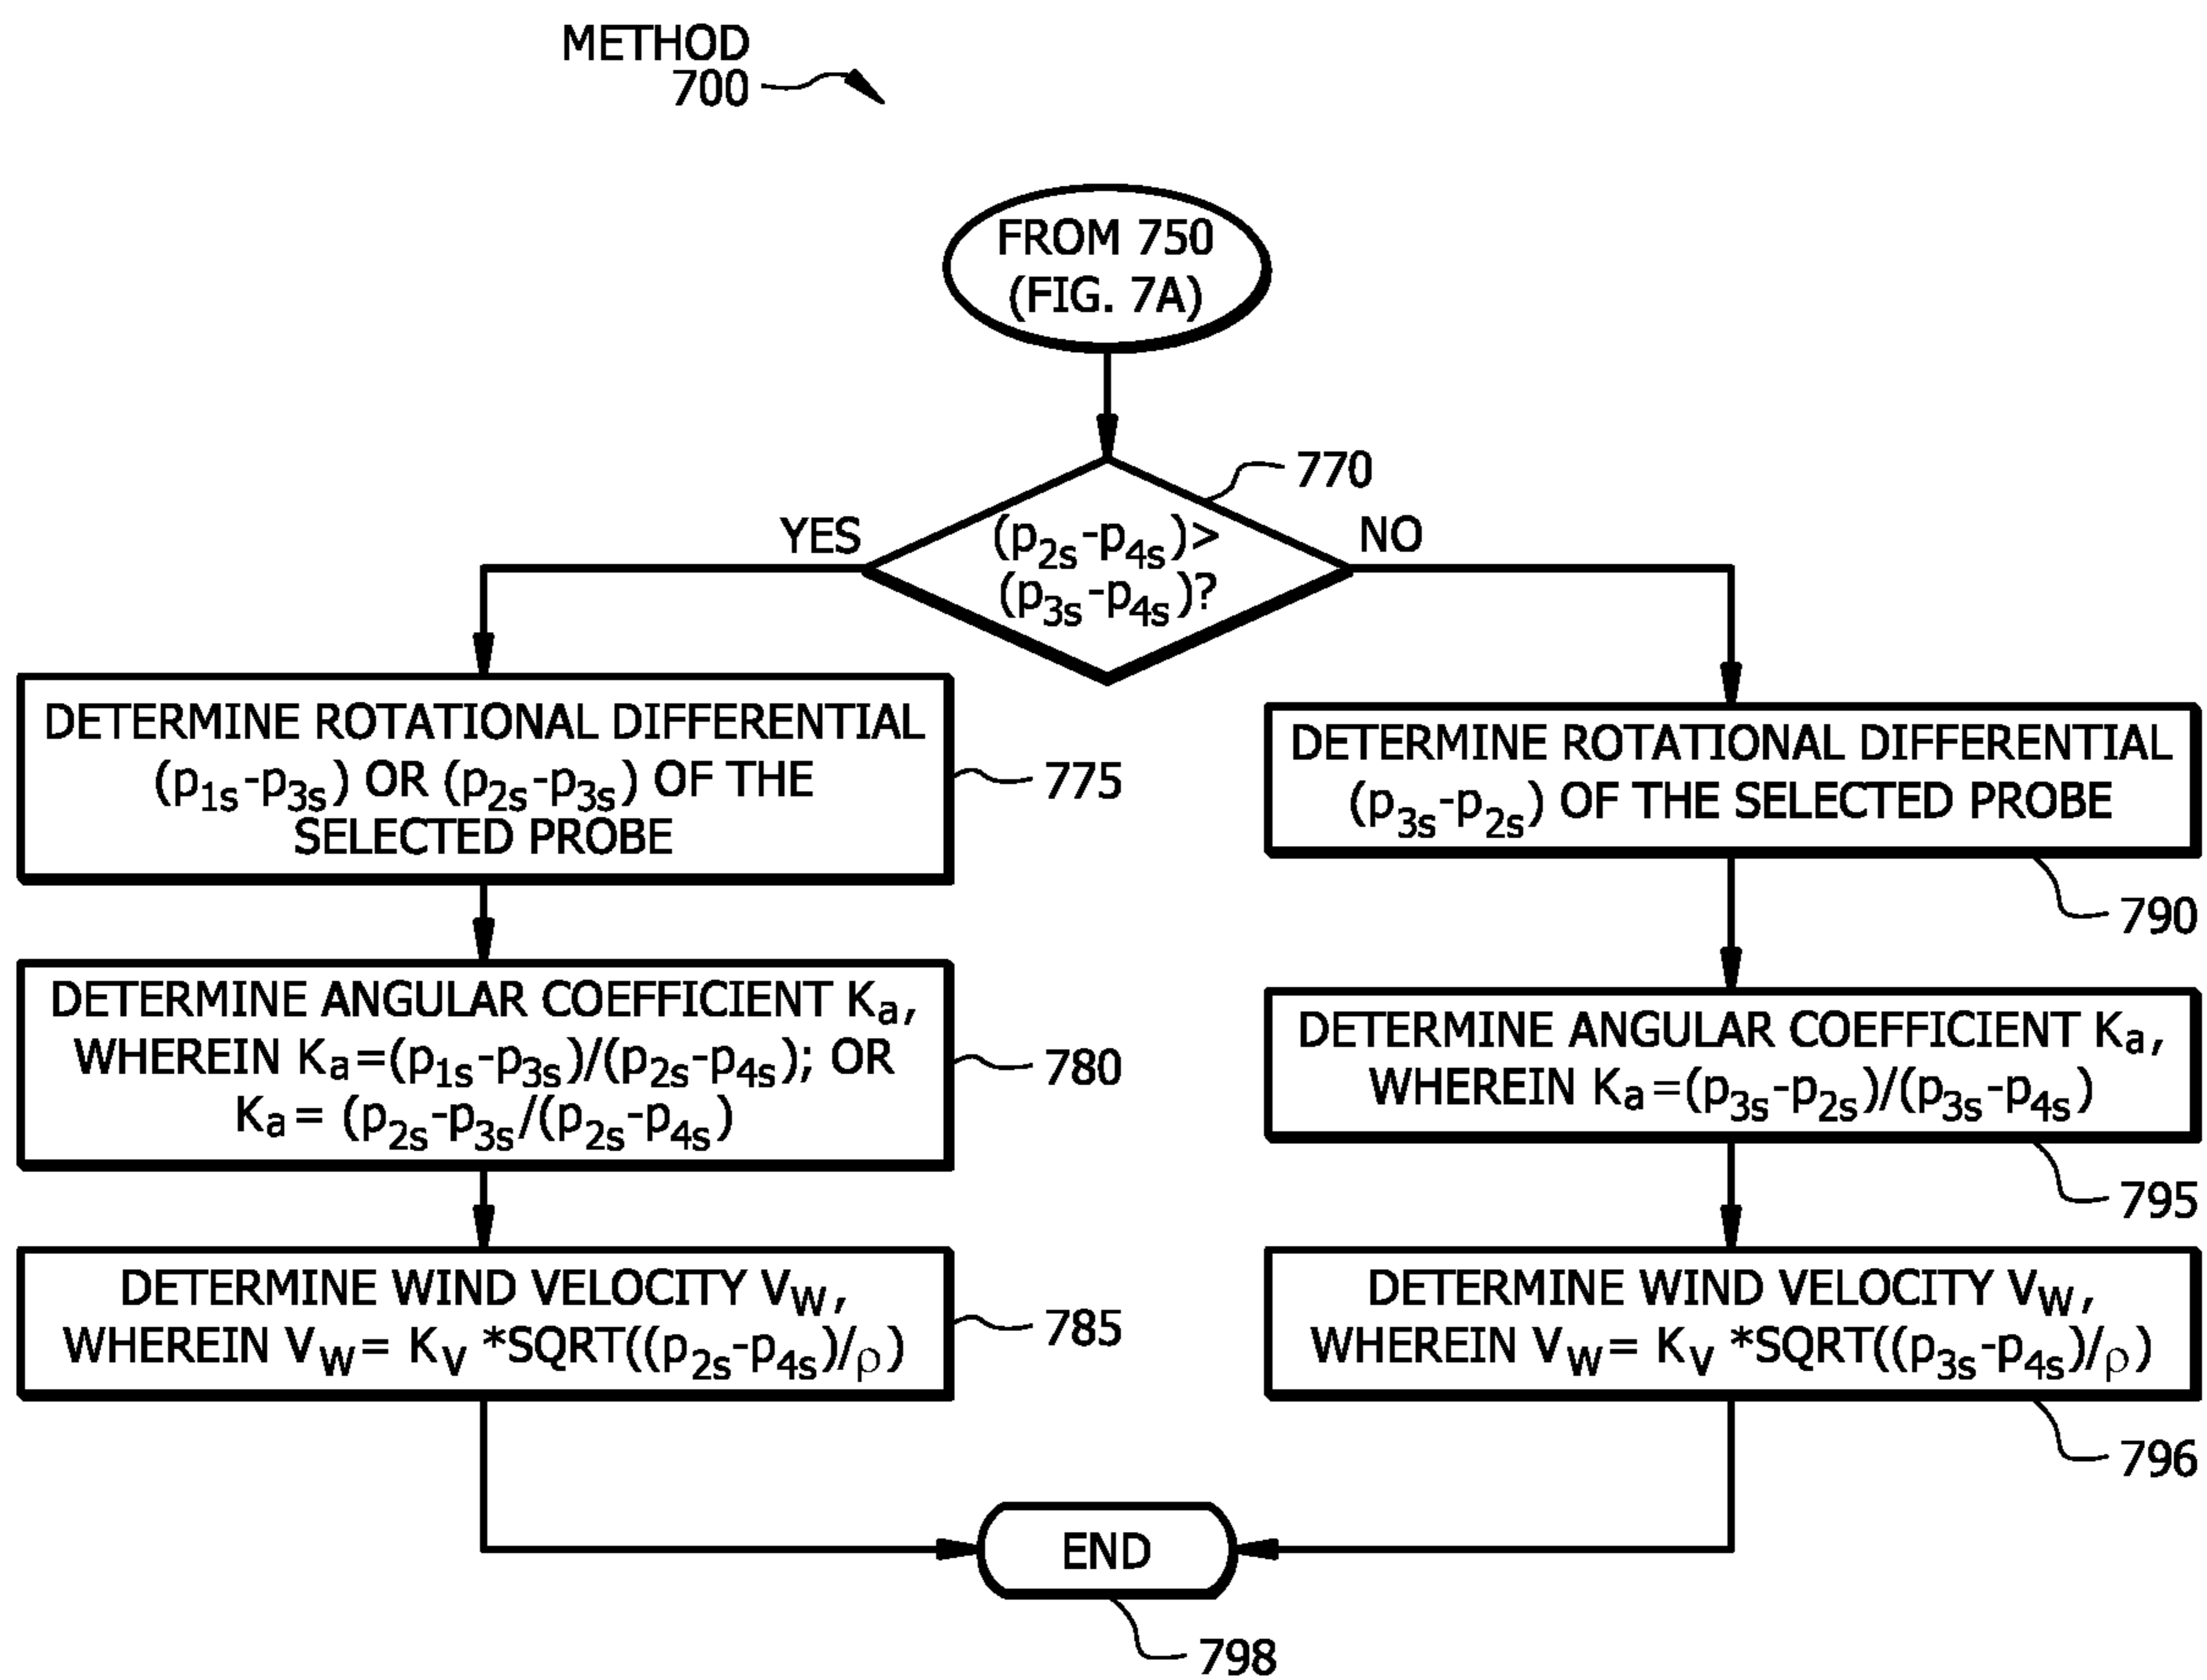 METHOD
700
FROM 750
(FIG. 7A)
770
YES
(p2s-p4s)>
(p3s-p4s)?
NO
DETERMINE ROTATIONAL DIFFERENTIAL
(p1s-p3s) OR (p2s-p3s) OF THE
SELECTED PROBE
775
DETERMINE ROTATIONAL DIFFERENTIAL
(p3s-p2s) OF THE SELECTED PROBE
790
DETERMINE ANGULAR COEFFICIENT Ka,
WHEREIN Ka=(p1s-p3s)/(p2s-p4s); OR
Ka= (p2s-p3s/(p2s-p4s)
780
DETERMINE ANGULAR COEFFICIENT Ka,
WHEREIN Ka=(p3s-p2s)/(p3s-p4s)
795
DETERMINE WIND VELOCITY VW,
WHEREIN VW= KV *SQRT((p2s-p4s)/ρ)
785
DETERMINE WIND VELOCITY VW,
WHEREIN VW= KV *SQRT((p3s-p4s)/ρ)
796
END
798